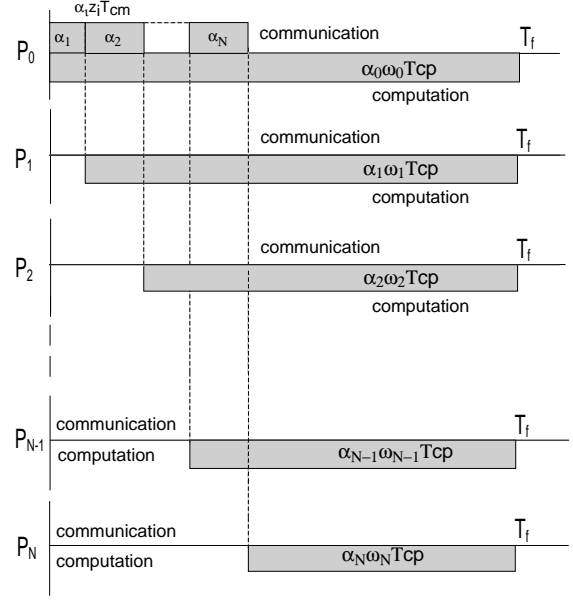 αιziTcm
α1 α2 αN communication Tf
P0
α0ω0Tcp
computation
communication Tf
P1
α1ω1Tcp
computation
communication Tf
P2
α2ω2Tcp
computation
communication Tf
PN-1
computation αN−1ωN−1Tcp
communication Tf
PN
computation αNωNTcp